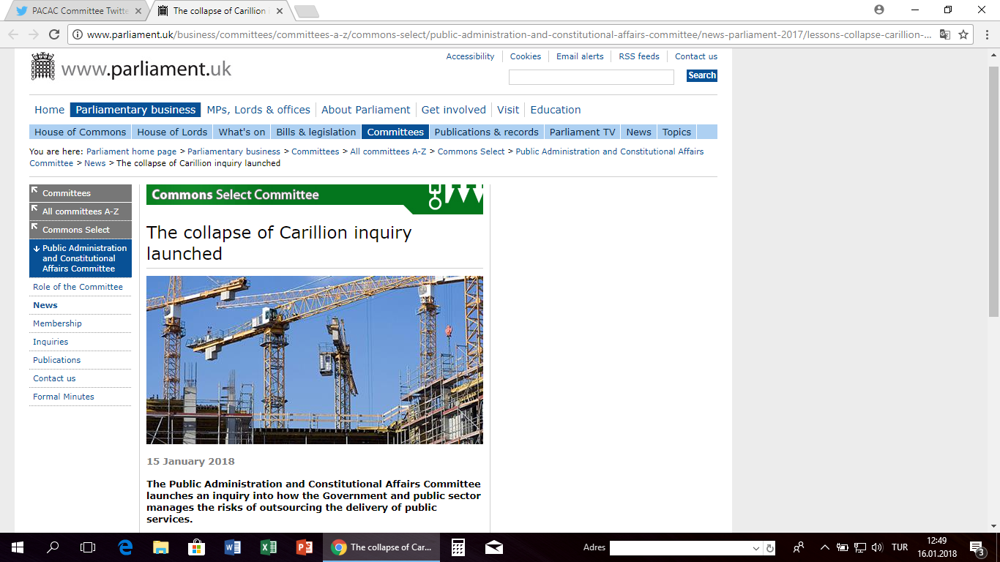 PACAC Committee Twitte
The collapse of Carillion i
www.parliament.uk/business/committees/committees-a-z/commons-select/public-administration-and-constitutional-affairs-committee/news-parliament-2017/lessons-collapse-carillion-...
www.parliament.uk
Accessibility
Cookies
Email alerts
RSS feeds
Contact us
Search
Home Parliamentary business MPs, Lords & offices About Parliament Get involved Visit Education
House of Commons House of Lords What's on Bills & legislation Committees Publications & records Parliament TV News Topics
You are here: Parliament home page > Parliamentary business > Committees > All committees A-Z > Commons Select > Public Administration and Constitutional Affairs
Committee > News > The collapse of Carillion inquiry launched
Committees
All committees A-Z
Commons Select
Public Administration
and Constitutional
Affairs Committee
Role of the Committee
News
Membership
Inquiries
Publications
Contact us
Formal Minutes
Commons Select Committee
The collapse of Carillion inquiry
launched
15 January 2018
The Public Administration and Constitutional Affairs Committee
launches an inquiry into how the Government and public sector
manages the risks of outsourcing the delivery of public
services.
The collapse of Car...
Adres
TUR
12:49
16.01.2018
3